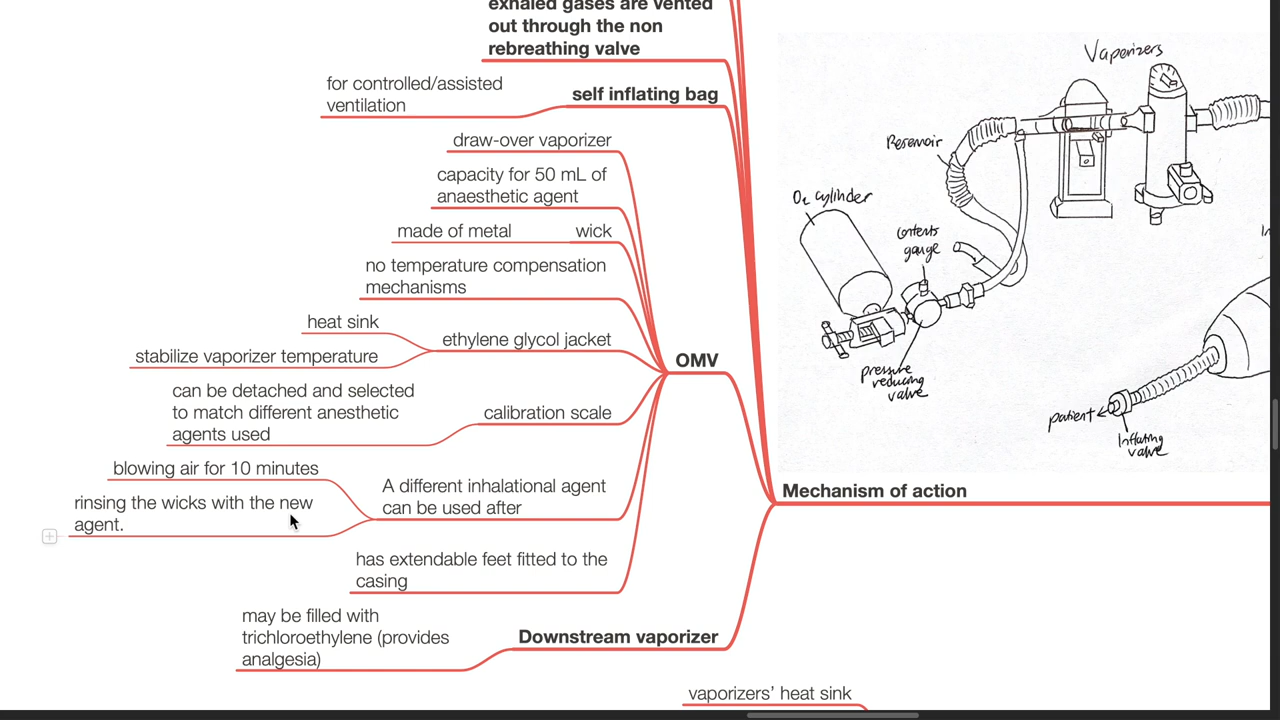 exhaled gases are vented
out through the non
rebreathing valve
for controlled/assisted
ventilation
self inflating bag
draw-over vaporizer
capacity for 50 mL of
anaesthetic agent
made of metal
wick
no temperature compensation
mechanisms
heat sink
stabilize vaporizer temperature
ethylene glycol jacket
OMV
can be detached and selected
to match different anesthetic
agents used
calibration scale
blowing air for 10 minutes
rinsing the wicks with the new
agent.
A different inhalational agent
can be used after
has extendable feet fitted to the
casing
may be filled with
trichloroethylene (provides
analgesia)
Downstream vaporizer
Mechanism of action
vaporizers’ heat sink
Vaporizers
Reservoir
O₂ cylinder
contents
gauge
pressure
reducing
valve
patient
Inflating
valve